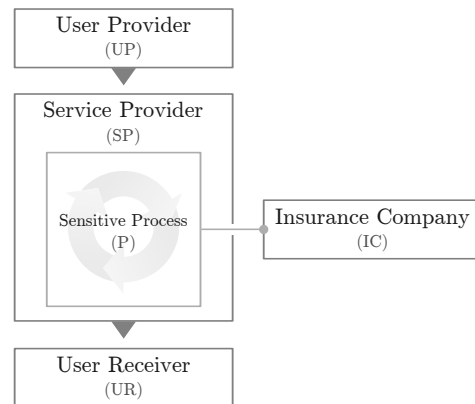 User Provider
(UP)
Service Provider
(SP)
Sensitive Process
(P)
Insurance Company
(IC)
User Receiver
(UR)